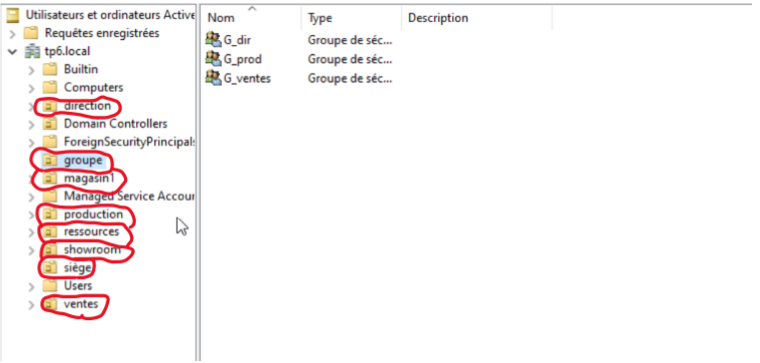 Utilisateurs et ordinateurs Active
Nom Type Description
Requêtes enregistrées
tp6.local
Builtin
Computers
direction
Domain Controllers
ForeignSecurityPrincipals
groupe
magasin1
Managed Service Accour
production
ressources
showroom
siège
Users
ventes
G_dir Groupe de séc...
G_prod Groupe de séc...
G_ventes Groupe de séc...